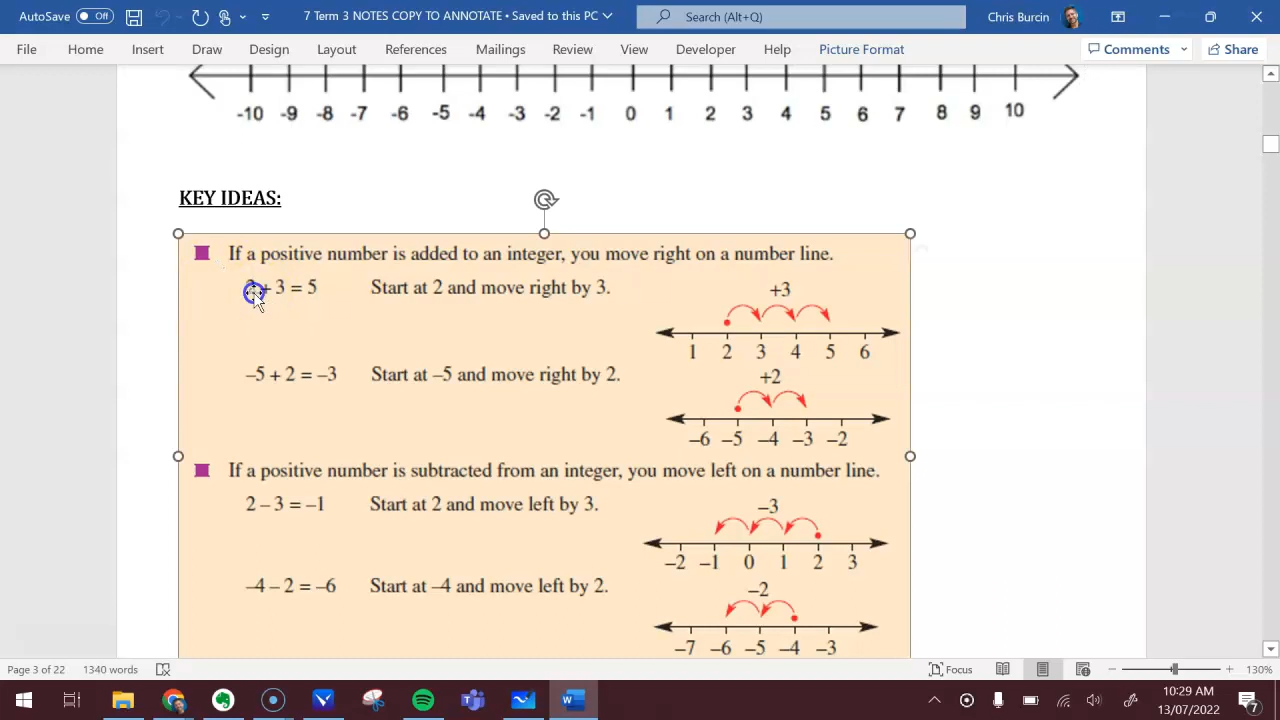 AutoSave Off 7 Term 3 NOTES COPY TO ANNOTATE • Saved to this PC Search (Alt+Q) Chris Burcin
File Home Insert Draw Design Layout References Mailings Review View Developer Help Picture Format Comments Share
-10 -9 -8 -7 -6 -5 -4 -3 -2 -1 0 1 2 3 4 5 6 7 8 9 10
KEY IDEAS:
If a positive number is added to an integer, you move right on a number line.
+ 3 = 5 Start at 2 and move right by 3. +3
1 2 3 4 5 6
–5 + 2 = –3 Start at –5 and move right by 2. +2
–6 –5 –4 –3 –2
If a positive number is subtracted from an integer, you move left on a number line.
2 – 3 = –1 Start at 2 and move left by 3. –3
–2 –1 0 1 2 3
–4 – 2 = –6 Start at –4 and move left by 2. –2
–7 –6 –5 –4 –3
Page 3 of 22 1340 words Focus 130%
10:29 AM
13/07/2022
7